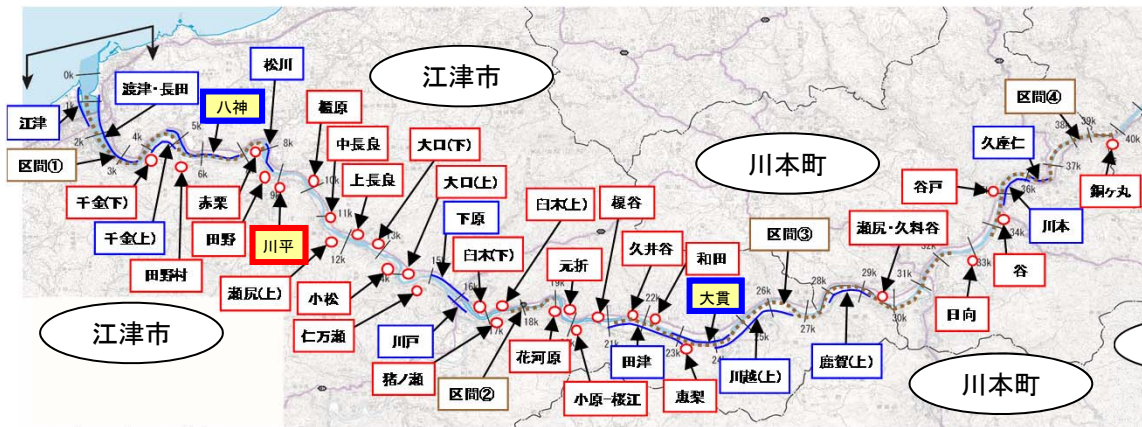 江津市
江津市
川本町
川本町
江津
渡津・長田
八神
松川
櫃原
中長良
上長良
大口(下)
大口(上)
下原
臼木(下)
臼木(上)
榎谷
元折
久井谷
和田
大貫
区間③
瀬尻・久料谷
谷戸
久座仁
区間④
川本
銅ヶ丸
谷
日向
区間①
千金(下)
千金(上)
田野村
赤栗
田野
川平
瀬尻(上)
小松
仁万瀬
川戸
猪ノ瀬
区間②
花河原
小原-桜江
田津
恵梨
川越(上)
鹿賀(上)
0k
1k
2k
3k
4k
5k
6k
8k
9k
10k
11k
12k
13k
15k
16k
17k
18k
19k
21k
22k
23k
25k
26k
27k
28k
29k
30k
31k
32k
33k
34k
36k
37k
38k
39k
40k